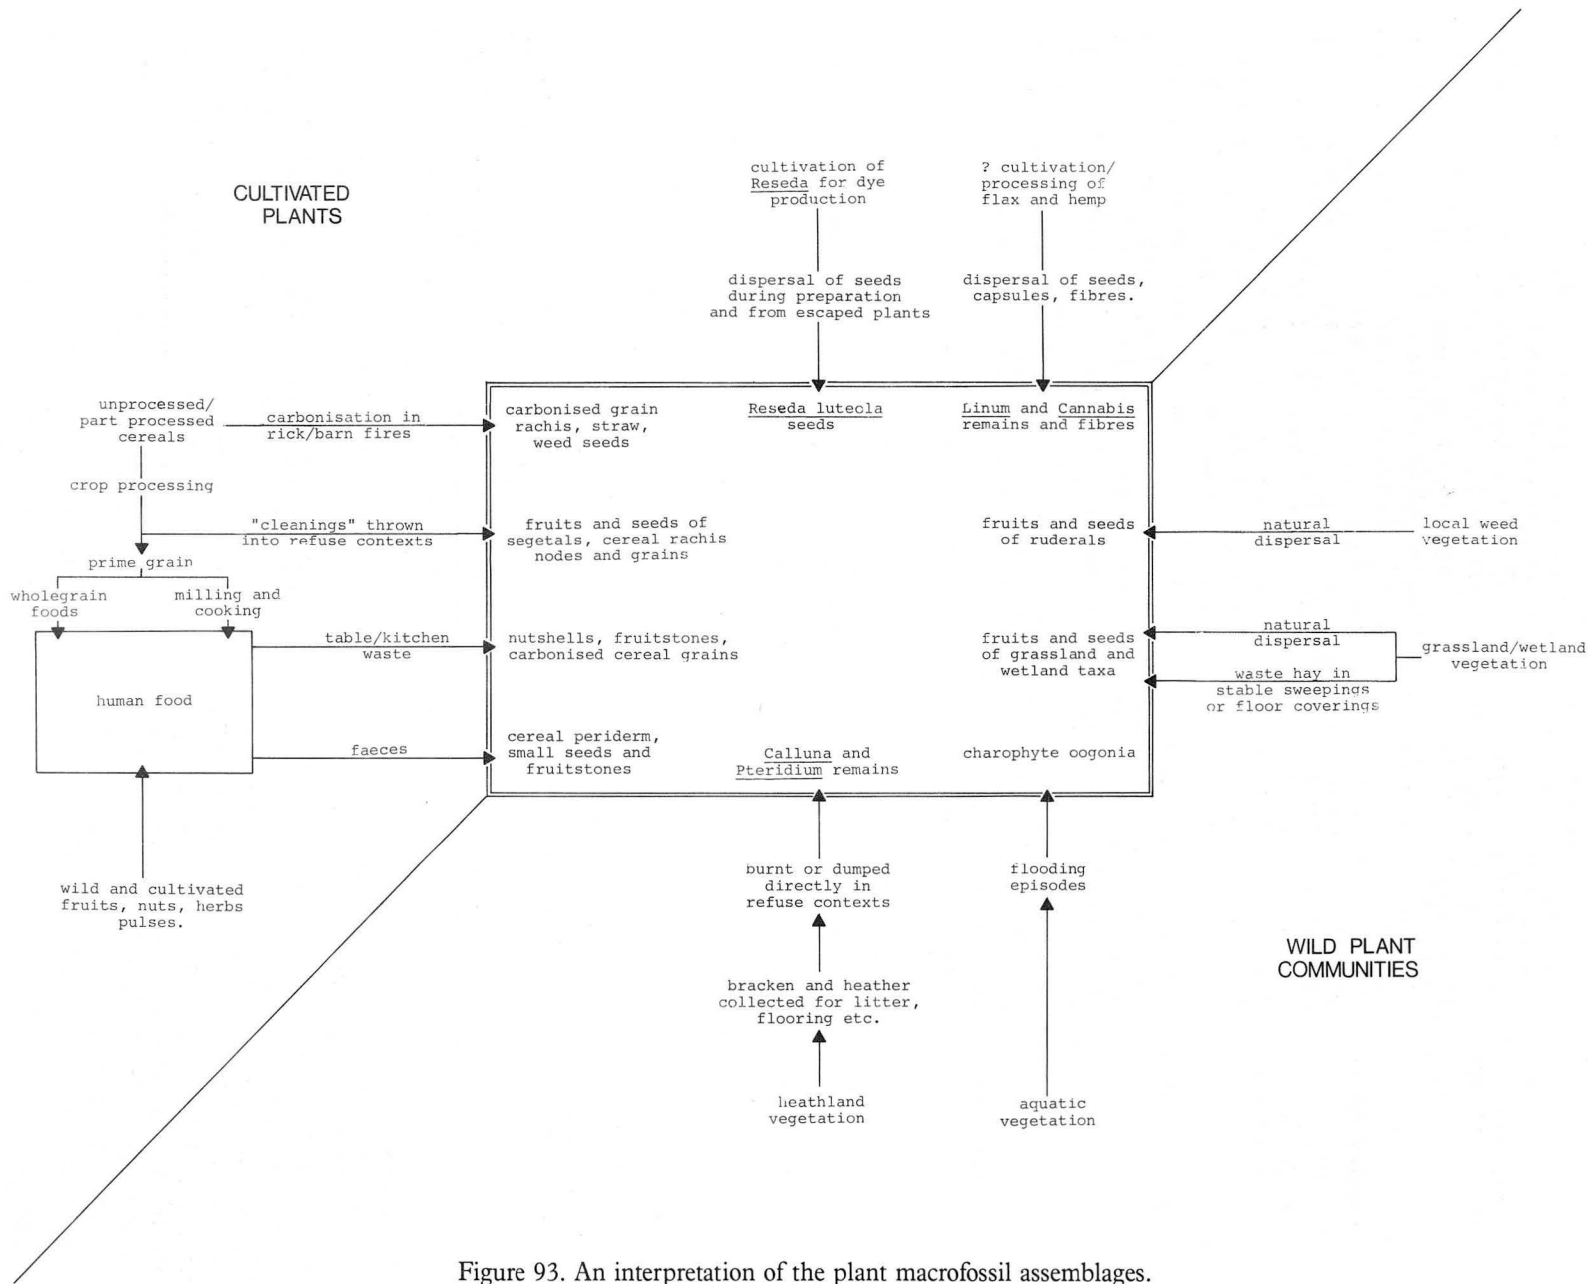 CULTIVATED
PLANTS
cultivation of
Reseda for dye
production
? cultivation/
processing of
flax and hemp
dispersal of seeds
during preparation
and from escaped plants
dispersal of seeds,
capsules, fibres.
unprocessed/
part processed
cereals
carbonisation in
rick/barn fires
carbonised grain
rachis, straw,
weed seeds
Reseda luteola
seeds
Linum and Cannabis
remains and fibres
crop processing
"cleanings" thrown
into refuse contexts
fruits and seeds of
segetals, cereal rachis
nodes and grains
fruits and seeds
of ruderals
natural
dispersal
local weed
vegetation
prime grain
wholegrain
foods
milling and
cooking
human food
table/kitchen
waste
nutshells, fruitstones,
carbonised cereal grains
fruits and seeds
of grassland and
wetland taxa
natural
dispersal
waste hay in
stable sweepings
or floor coverings
grassland/wetland
vegetation
faeces
cereal periderm,
small seeds and
fruitstones
Calluna and
Pteridium remains
charophyte oogonia
wild and cultivated
fruits, nuts, herbs
pulses.
burnt or dumped
directly in
refuse contexts
flooding
episodes
bracken and heather
collected for litter,
flooring etc.
heathland
vegetation
aquatic
vegetation
WILD PLANT
COMMUNITIES
Figure 93. An interpretation of the plant macrofossil assemblages.